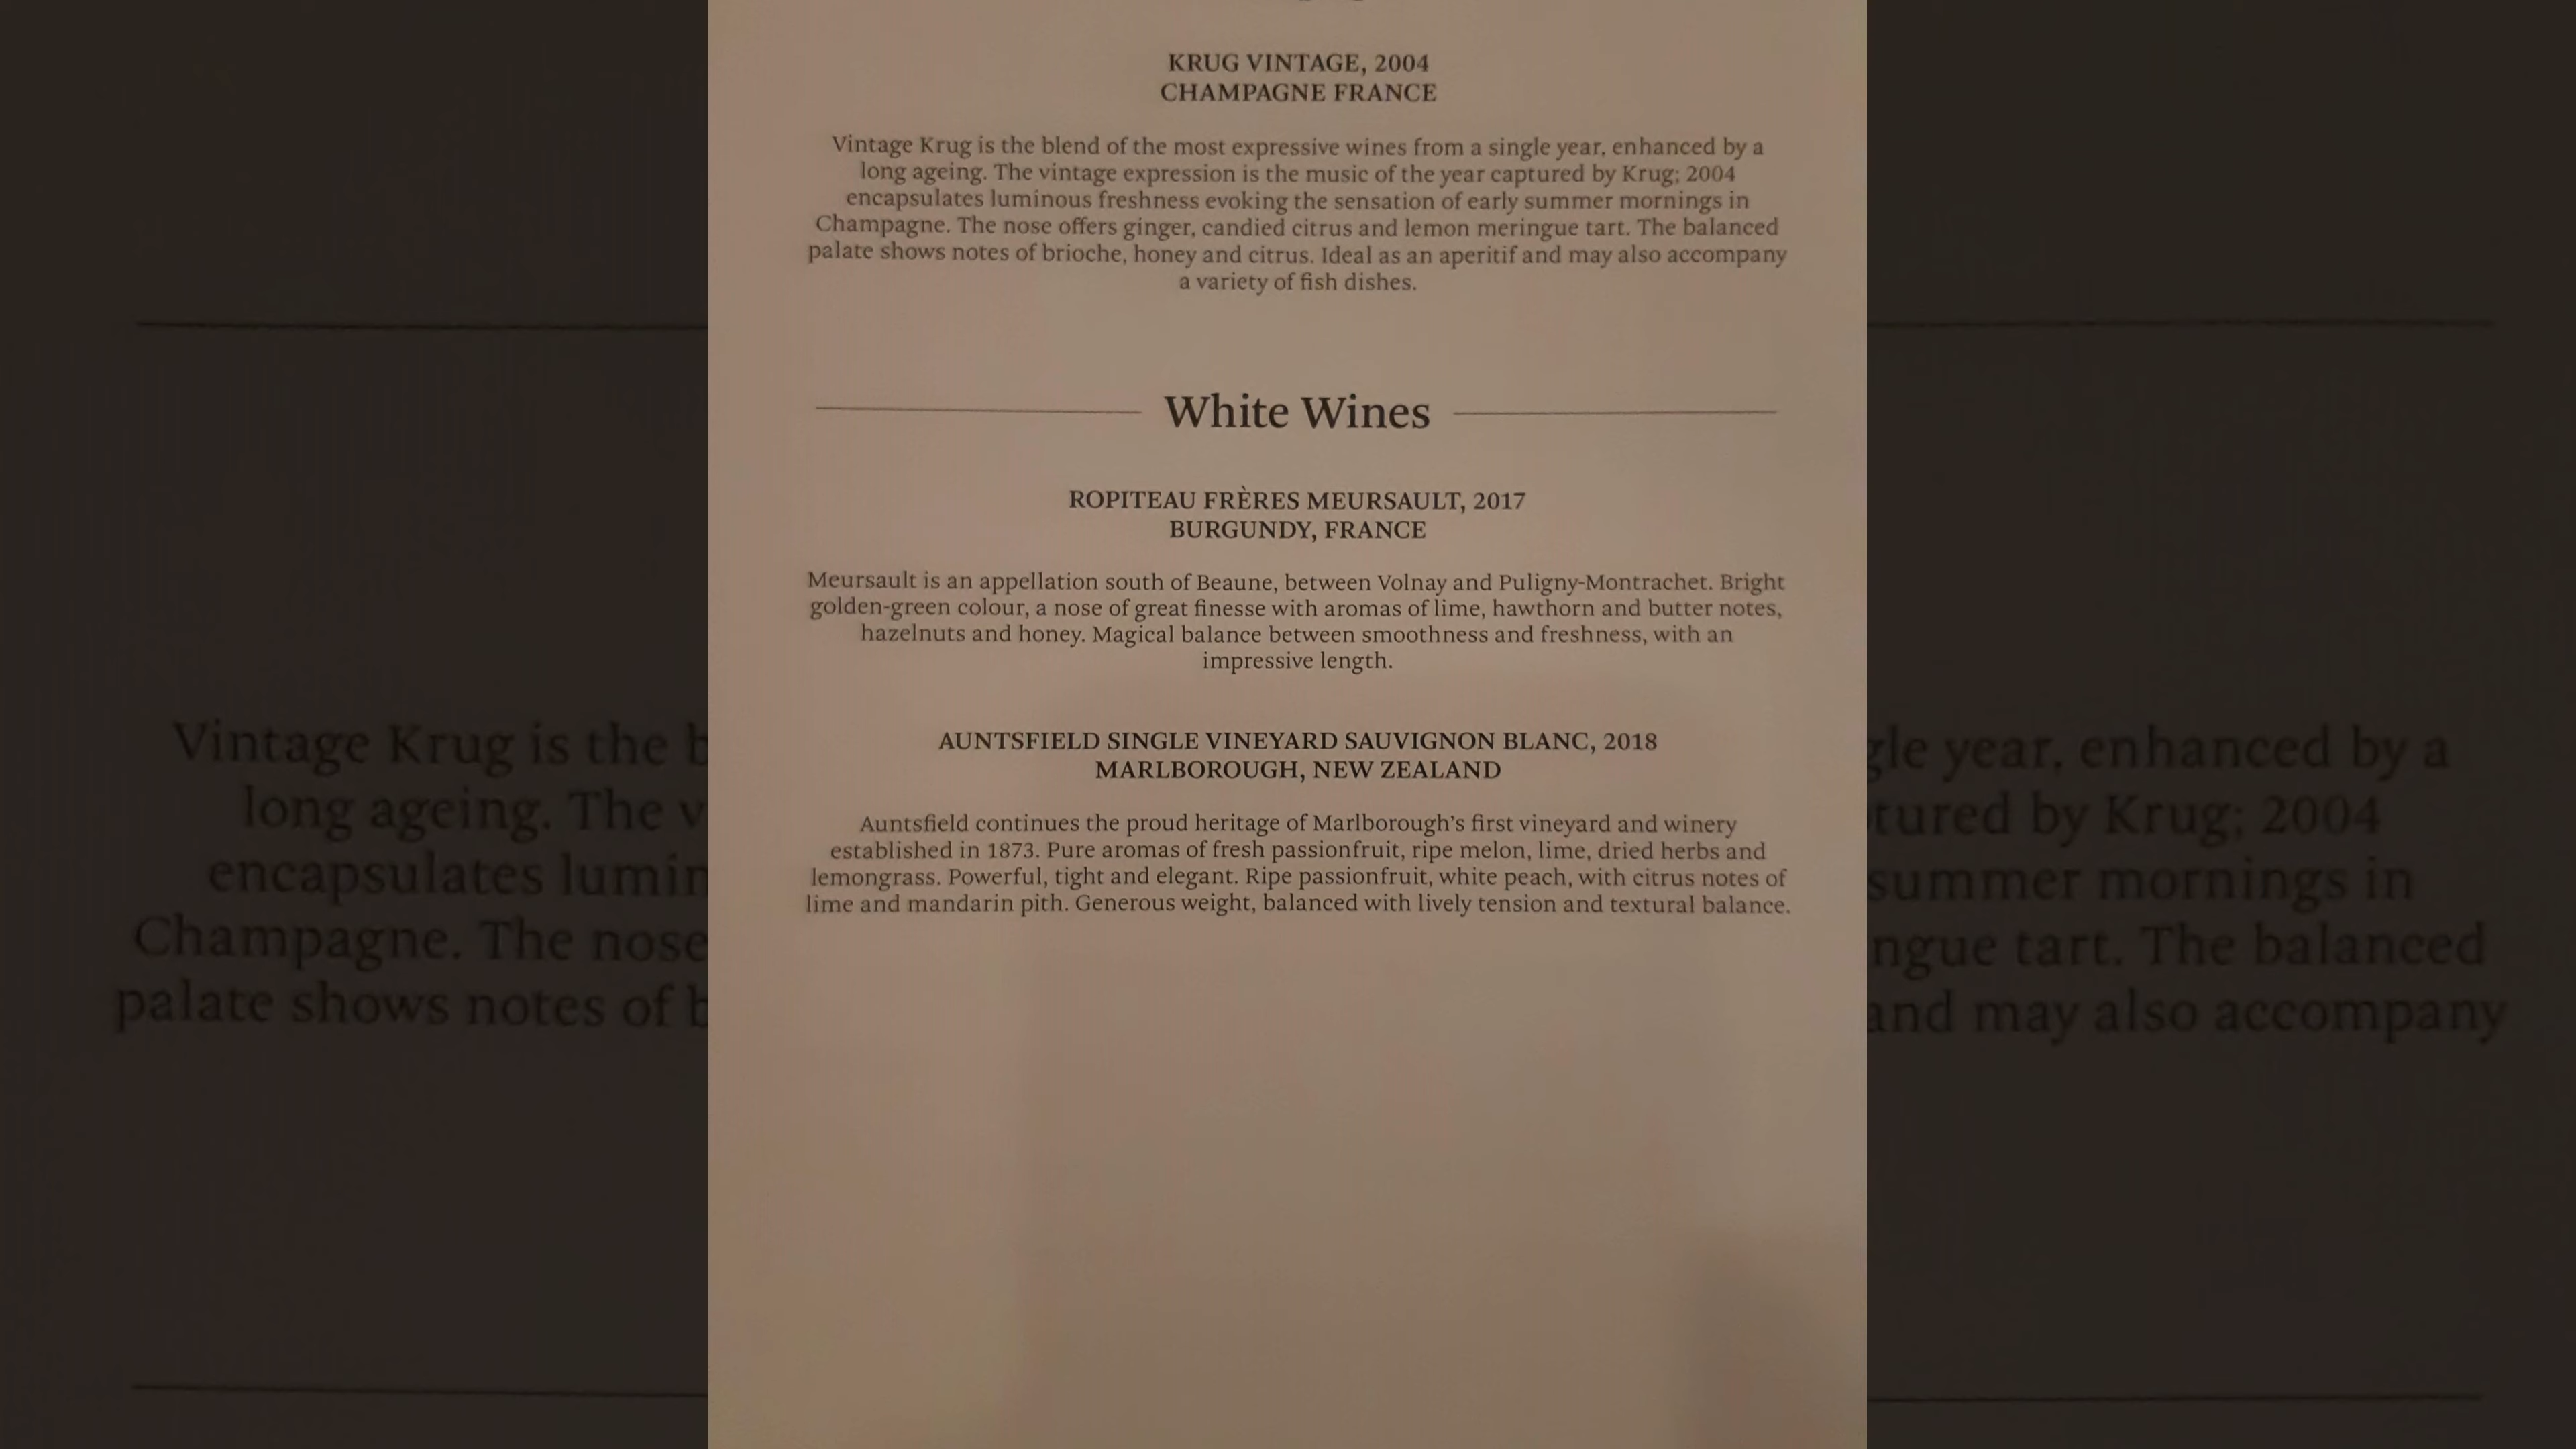 KRUG VINTAGE, 2004
CHAMPAGNE FRANCE
Vintage Krug is the blend of the most expressive wines from a single year, enhanced by a
long ageing. The vintage expression is the music of the year captured by Krug; 2004
encapsulates luminous freshness evoking the sensation of early summer mornings in
Champagne. The nose offers ginger, candied citrus and lemon meringue tart. The balanced
palate shows notes of brioche, honey and citrus. Ideal as an aperitif and may also accompany
a variety of fish dishes.
White Wines
ROPITEAU FRÈRES MEURSAULT, 2017
BURGUNDY, FRANCE
Meursault is an appellation south of Beaune, between Volnay and Puligny-Montrachet. Bright
golden-green colour, a nose of great finesse with aromas of lime, hawthorn and butter notes,
hazelnuts and honey. Magical balance between smoothness and freshness, with an
impressive length.
AUNTSFIELD SINGLE VINEYARD SAUVIGNON BLANC, 2018
MARLBOROUGH, NEW ZEALAND
Auntsfield continues the proud heritage of Marlborough's first vineyard and winery
established in 1873. Pure aromas of fresh passionfruit, ripe melon, lime, dried herbs and
lemongrass. Powerful, tight and elegant. Ripe passionfruit, white peach, with citrus notes of
lime and mandarin pith. Generous weight, balanced with lively tension and textural balance.